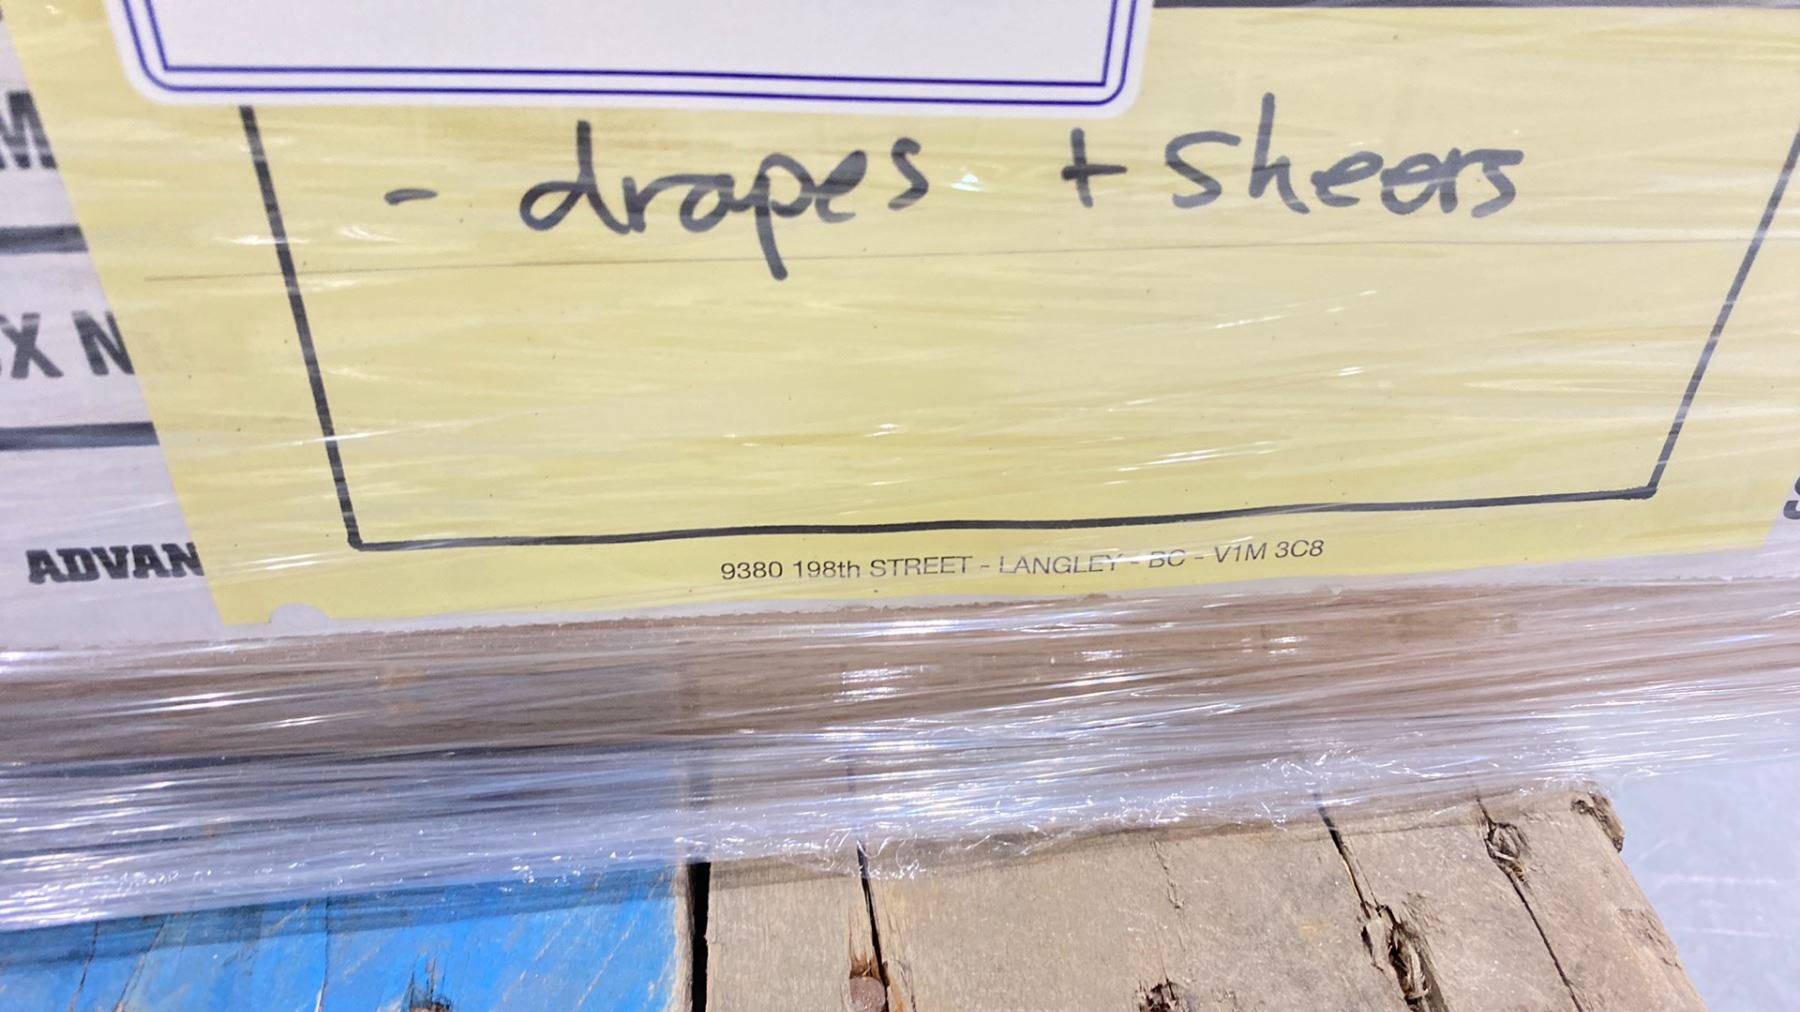 - drapes + sheers
M
X N
ADVAN
9380 198th STREET - LANGLEY - BC - V1M 3C8